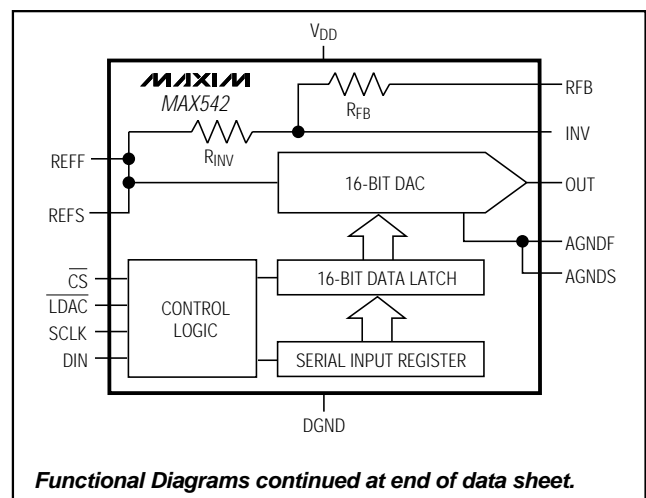 VDD
MAXIM
MAX542
RFB
RFB
INV
RINV
REFF
REFS
16-BIT DAC
OUT
AGNDF
AGNDS
CS
LDAC
SCLK
DIN
CONTROL
LOGIC
16-BIT DATA LATCH
SERIAL INPUT REGISTER
DGND
Functional Diagrams continued at end of data sheet.